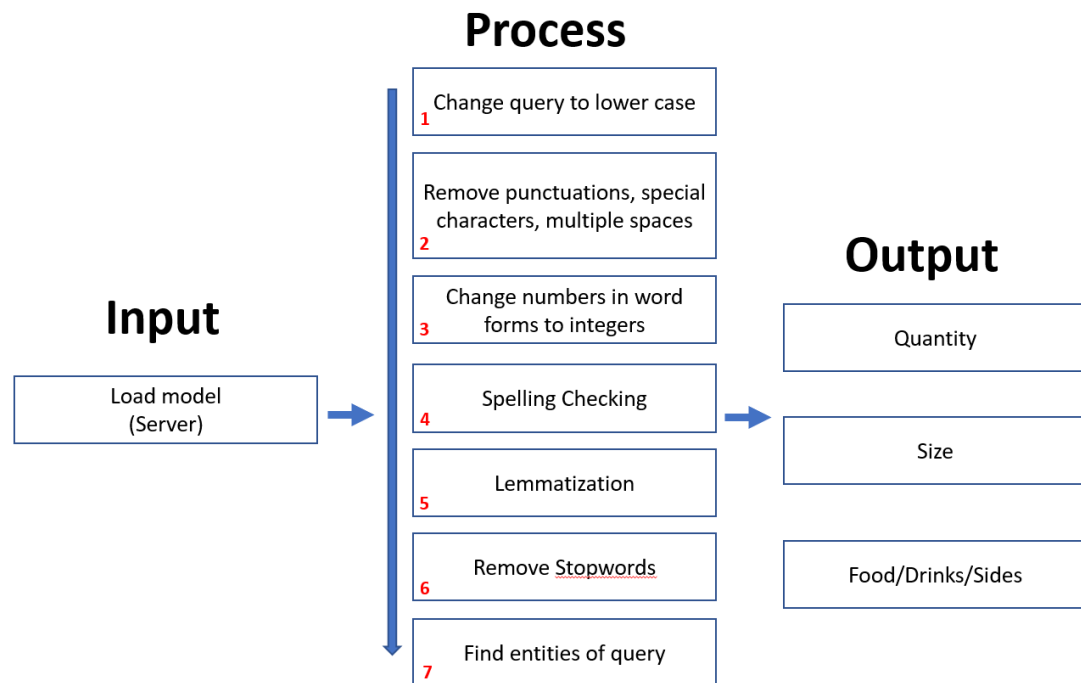 Process
Change query to lower case
1
Remove punctuations, special
characters, multiple spaces
2
Change numbers in word
forms to integers
3
Spelling Checking
4
Lemmatization
5
Remove Stopwords
6
Find entities of query
7
Input
Load model
(Server)
Output
Quantity
Size
Food/Drinks/Sides